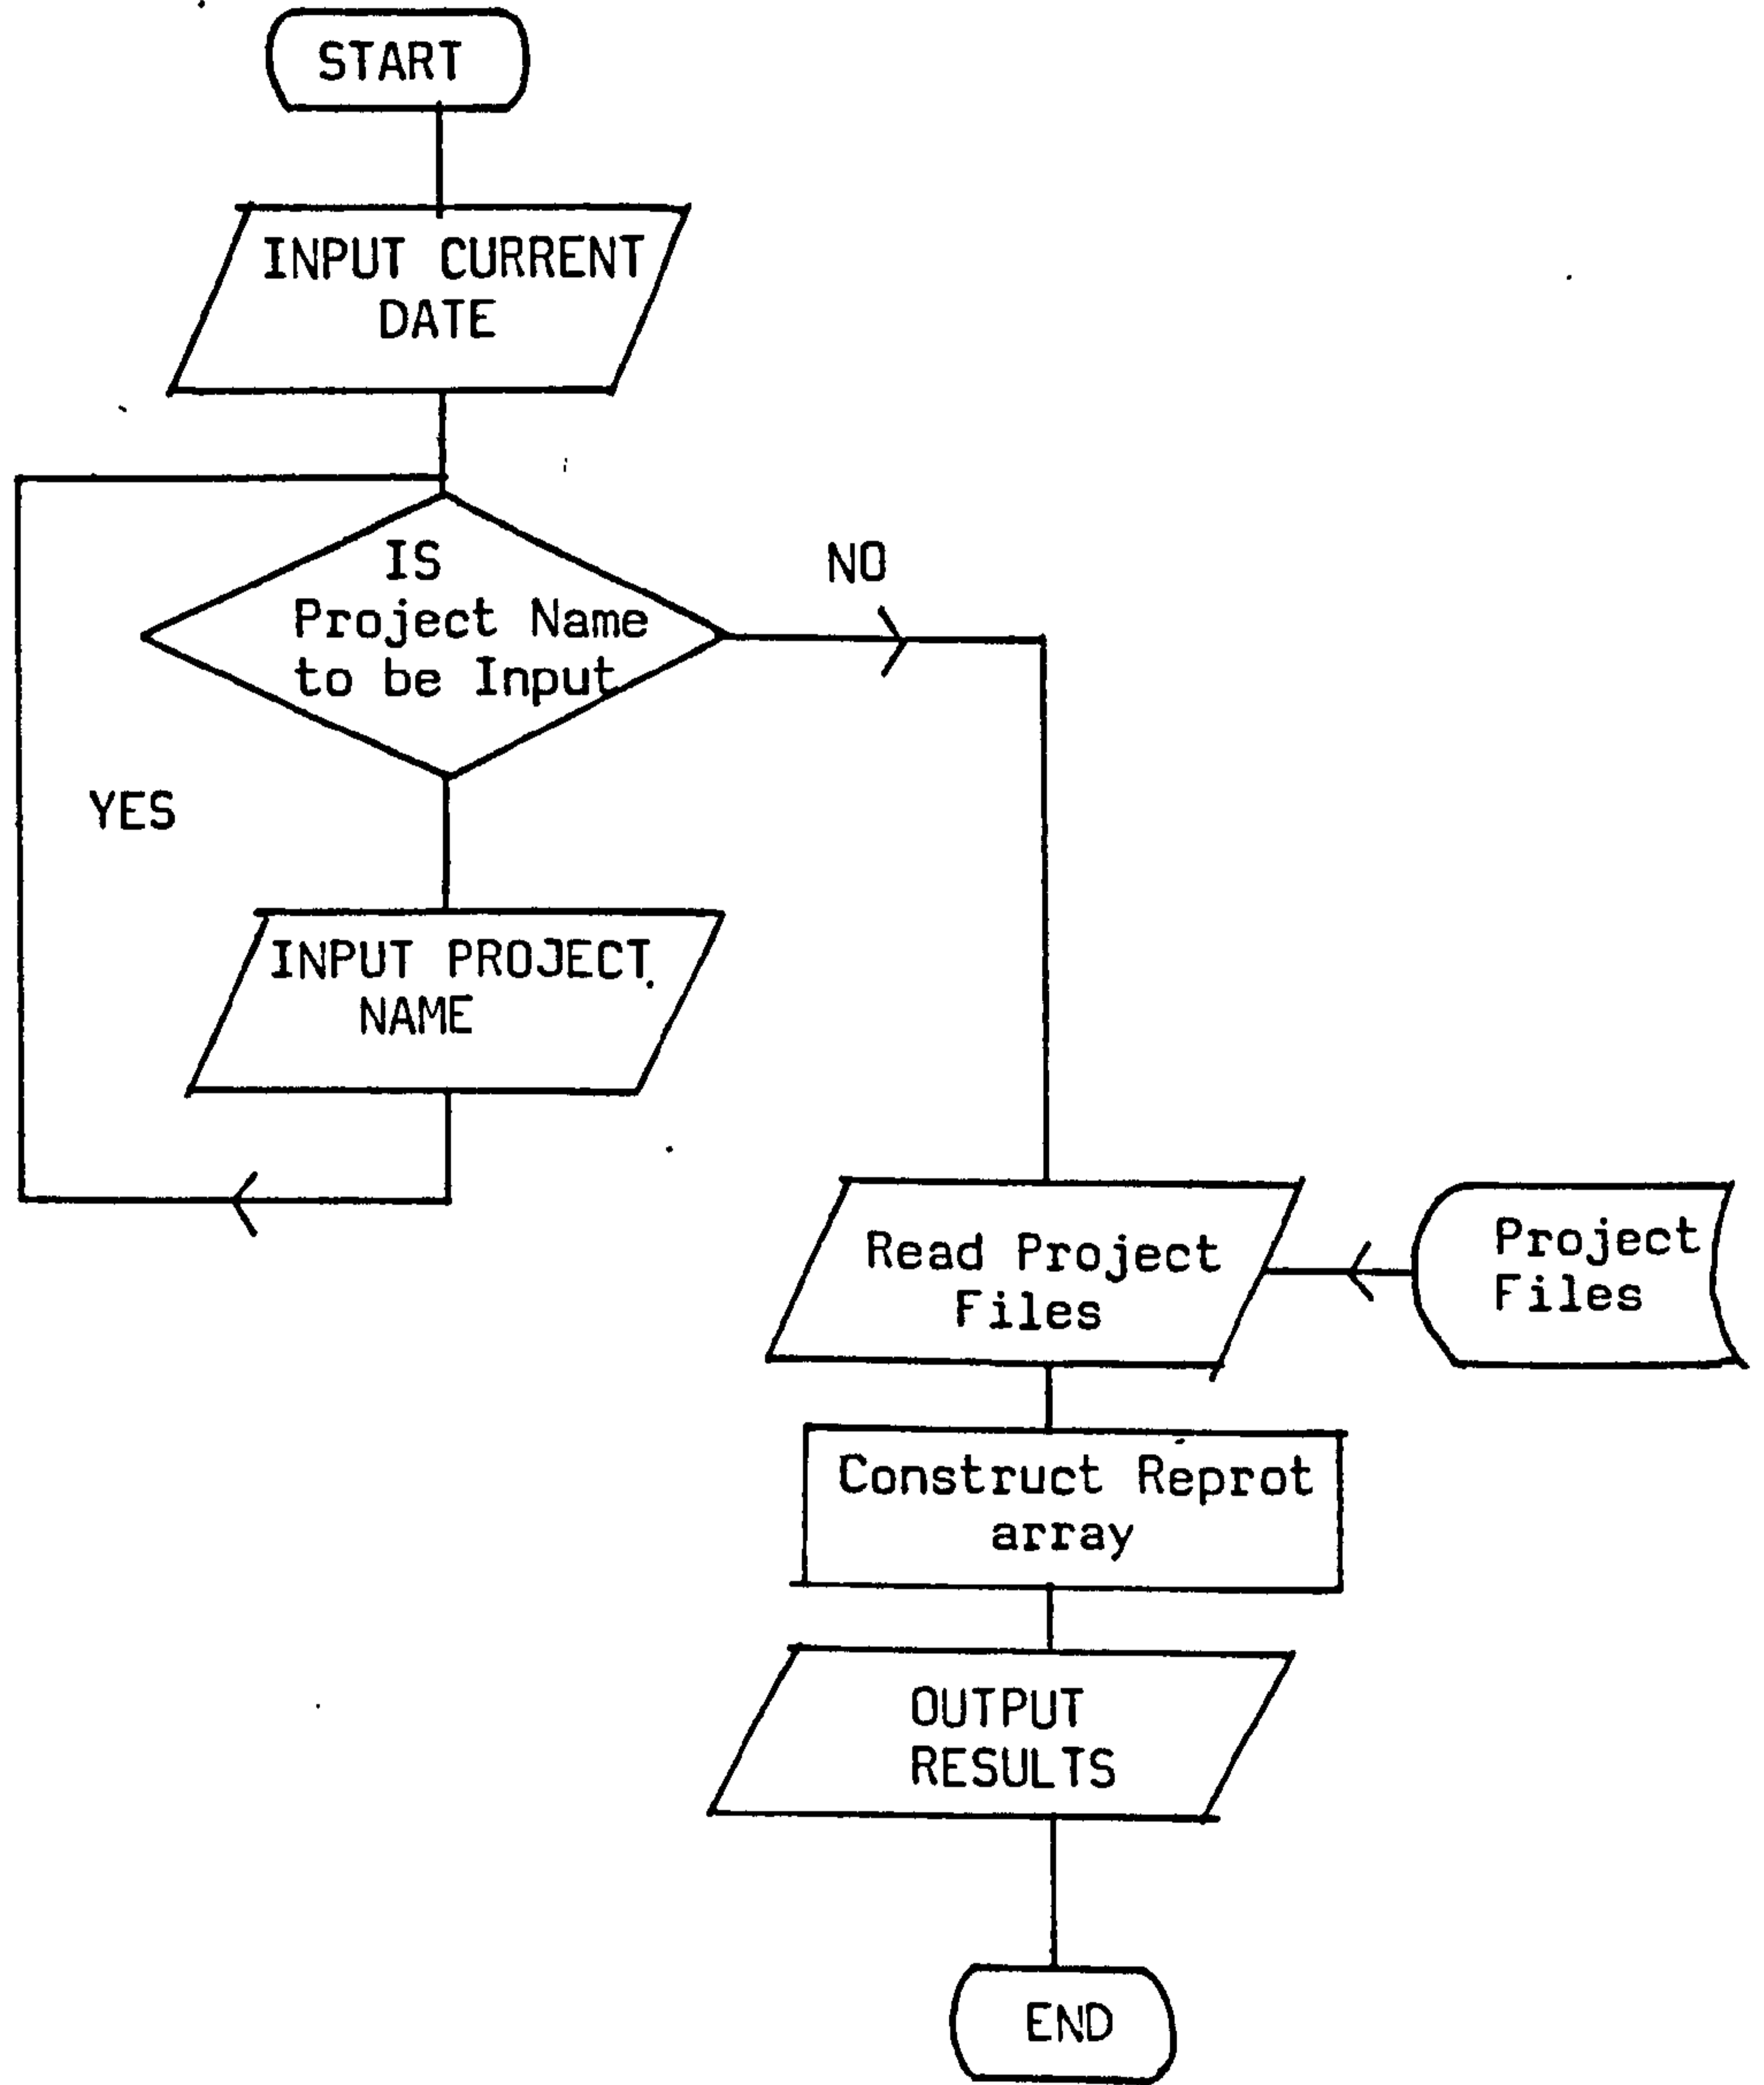 START
INPUT CURRENT
DATE
IS
Project Name
to be Input
NO
YES
INPUT PROJECT
NAME
Read Project
Files
Project
Files
Construct Reprot
array
OUTPUT
RESULTS
END